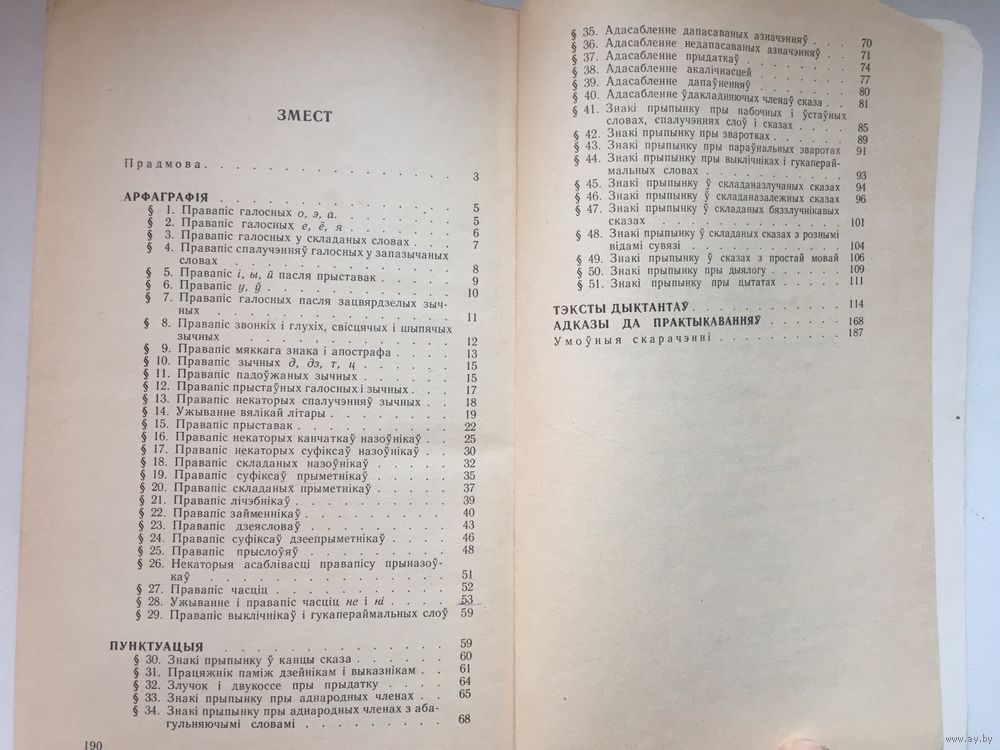 ЗМЕСТ
Прадмова . . . . . . . . . . . . . . . . 3
АРФАГРАФІЯ . . . . . . . . . . . . . . 5
§ 1. Правапіс галосных о, э, а. . . . . . . . 5
§ 2. Правапіс галосных е, ё, я . . . . . . . 6
§ 3. Правапіс галосных у складаных словах . . . 7
§ 4. Правапіс спалучэнняў галосных у запазычаных
словах . . . . . . . . . . . . . 8
§ 5. Правапіс і, ы, й пасля прыставак . . . . . 9
§ 6. Правапіс у, ў . . . . . . . . . . . 10
§ 7. Правапіс галосных пасля зацвярдзелых зыч-
ных . . . . . . . . . . . . . . 11
§ 8. Правапіс звонкіх і глухіх, свісцячых і шыпячых
зычных . . . . . . . . . . . . . 12
§ 9. Правапіс мяккага знака і апострафа . . . . 13
§ 10. Правапіс зычных д, дз, т, ц . . . . . . 15
§ 11. Правапіс падоўжаных зычных . . . . . . 15
§ 12. Правапіс прыстаўных галосных і зычных . . . 17
§ 13. Правапіс некаторых спалучэнняў зычных . . 18
§ 14. Ужыванне вялікай літары . . . . . . . 19
§ 15. Правапіс прыставак . . . . . . . . . 22
§ 16. Правапіс некаторых канчаткаў назоўнікаў . . 25
§ 17. Правапіс некаторых суфіксаў назоўнікаў . . 30
§ 18. Правапіс складаных назоўнікаў . . . . . 32
§ 19. Правапіс суфіксаў прыметнікаў . . . . . 35
§ 20. Правапіс складаных прыметнікаў . . . . . 37
§ 21. Правапіс лічэбнікаў . . . . . . . . . 39
§ 22. Правапіс займеннікаў . . . . . . . . . 40
§ 23. Правапіс дзеясловаў . . . . . . . . . 43
§ 24. Правапіс суфіксаў дзеепрыметнікаў . . . . 46
§ 25. Правапіс прыслоўяў . . . . . . . . . 48
§ 26. Некаторыя асаблівасці правапісу прыназоў-
каў . . . . . . . . . . . . . . 51
§ 27. Правапіс часціц . . . . . . . . . . 52
§ 28. Ужыванне і правапіс часціц не і ні . . . . 53
§ 29. Правапіс выклічнікаў і гукапераймальных слоў 59
ПУНКТУАЦЫЯ . . . . . . . . . . . . . 59
§ 30. Знакі прыпынку ў канцы сказа . . . . . . 60
§ 31. Працяжнік паміж дзейнікам і выказнікам . . 61
§ 32. Злучок і двукоссе пры прыдатку . . . . . 64
§ 33. Знакі прыпынку пры аднародных членах . . . 65
§ 34. Знакі прыпынку пры аднародных членах з аба-
гульняючымі словамі . . . . . . . . . 68
190
§ 35. Адасабленне дапасаваных азначэнняў . . . 70
§ 36. Адасабленне недапасаваных азначэнняў . . 71
§ 37. Адасабленне прыдаткаў . . . . . . . . 74
§ 38. Адасабленне акалічнасцей . . . . . . . 77
§ 39. Адасабленне дапаўненняў . . . . . . . 80
§ 40. Адасабленне ўдакладняючых членаў сказа . . 81
§ 41. Знакі прыпынку пры пабочных і ўстаўных
словах, спалучэннях слоў і сказах . . . . 85
§ 42. Знакі прыпынку пры зваротках . . . . . 89
§ 43. Знакі прыпынку пры параўнальных зваротах 91
§ 44. Знакі прыпынку пры выклічніках і гукаперай-
мальных словах . . . . . . . . . . 93
§ 45. Знакі прыпынку ў складаназлучаных сказах 94
§ 46. Знакі прыпынку ў складаназалежных сказах 96
§ 47. Знакі прыпынку ў складаных бязлучнікавых
сказах . . . . . . . . . . . . . 101
§ 48. Знакі прыпынку ў складаных сказах з рознымі
відамі сувязі . . . . . . . . . . . 104
§ 49. Знакі прыпынку ў сказах з простай мовай 106
§ 50. Знакі прыпынку пры дыялогу . . . . . . 109
§ 51. Знакі прыпынку пры цытатах . . . . . . 111
ТЭКСТЫ ДЫКТАНТАЎ . . . . . . . . . . . 114
АДКАЗЫ ДА ПРАКТЫКАВАННЯЎ . . . . . 168
Умоўныя скарачэнні . . . . . . . . . . 187
www.ay.by